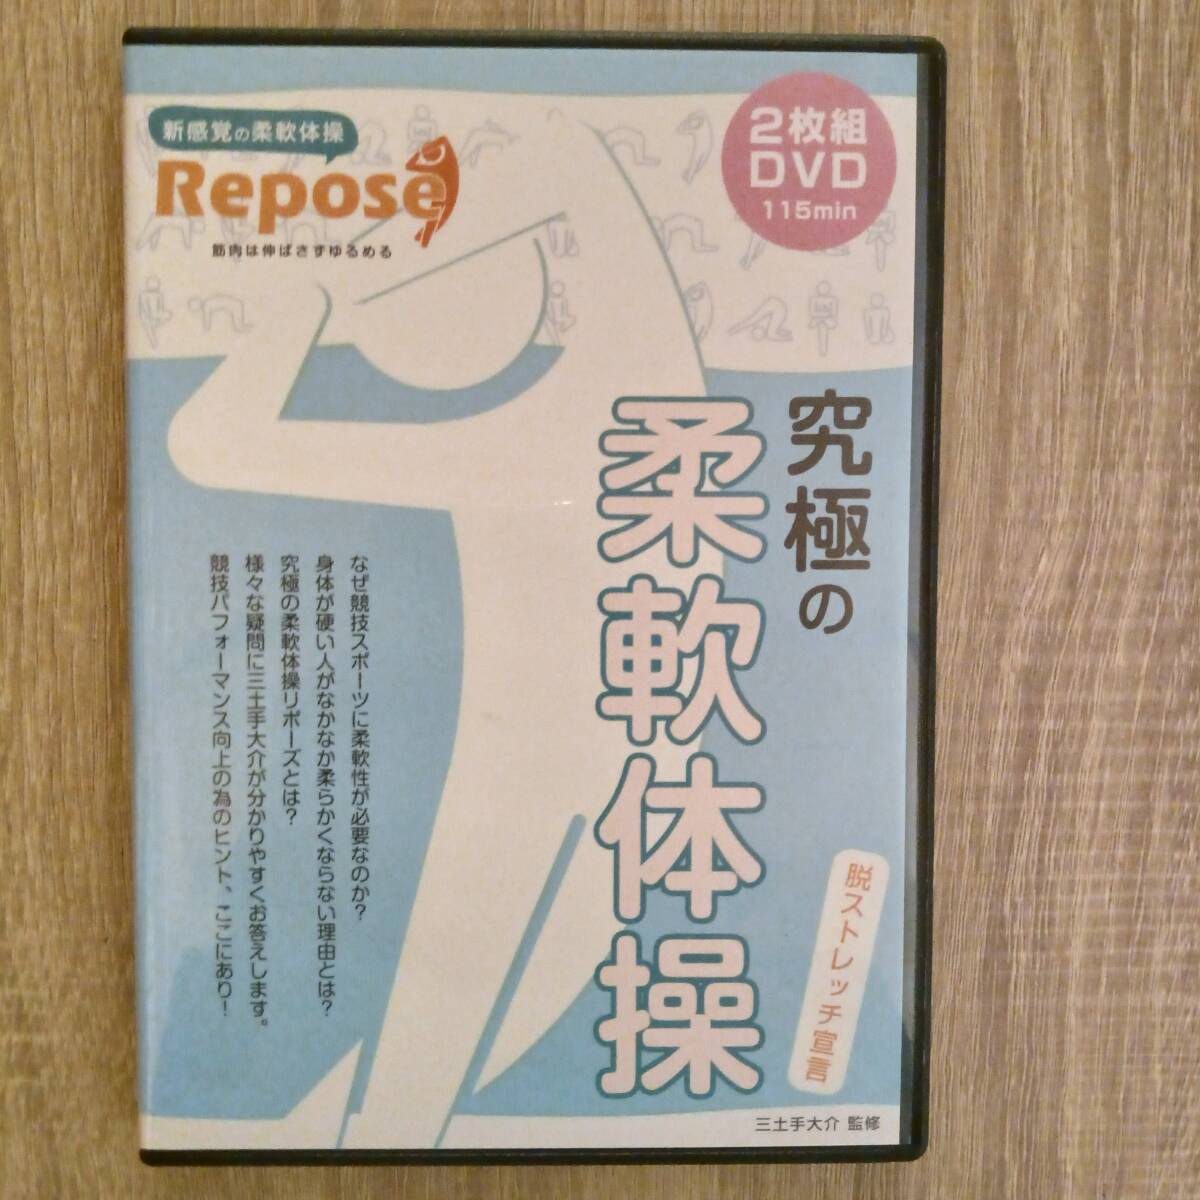 新感覚の柔軟体操
Repose
筋肉は伸ばさずゆるめる
2枚組
DVD
115min
究極の
柔軟体操
脱ストレッチ宣言
なぜ競技スポーツに柔軟性が必要なのか?
身体が硬い人がなかなか柔らかくならない理由とは?
究極の柔軟体操リポーズとは?
様々な疑問に三土手大介が分かりやすくお答えします。
競技パフォーマンス向上の為のヒント、ここにあり!
三土手大介 監修